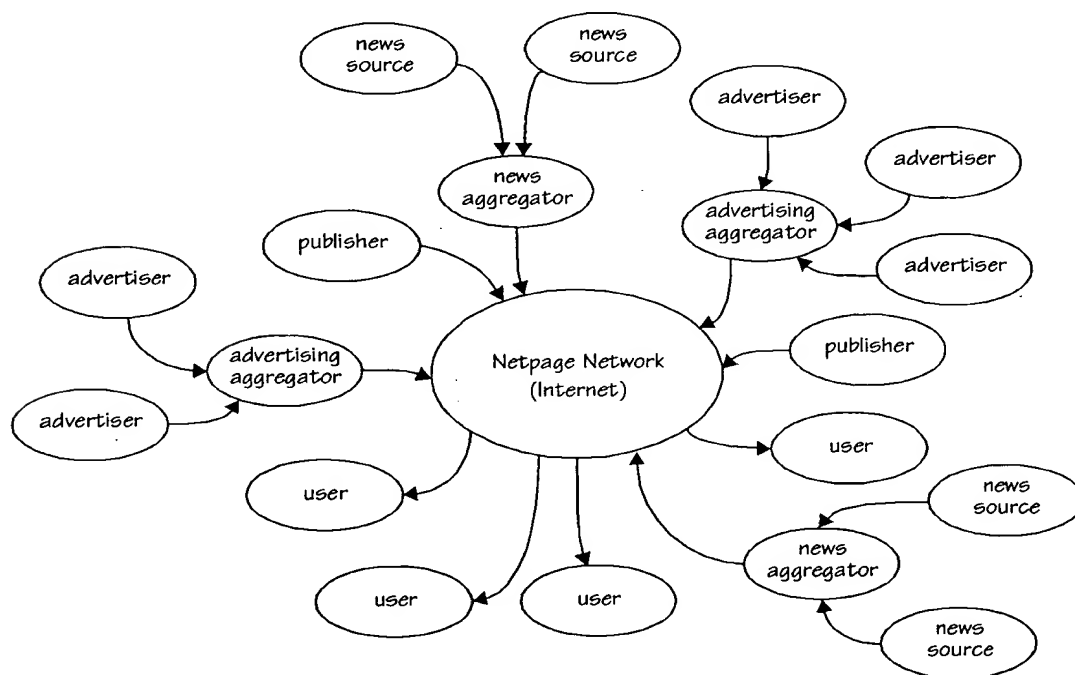 news
source
news
source
advertiser
advertiser
news
aggregator
advertising
aggregator
publisher
advertiser
advertiser
Netpage Network
(Internet)
publisher
advertising
aggregator
advertiser
user
user
news
source
news
aggregator
user
user
news
source